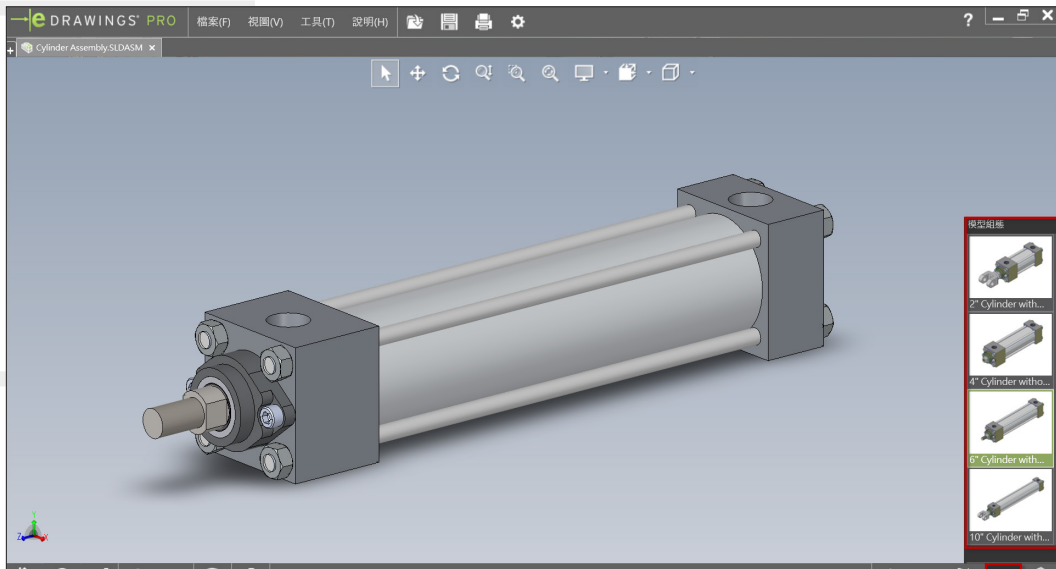 eDRAWINGS® PRO 檔案(F) 視圖(V) 工具(T) 說明(H) ?
Cylinder Assembly.SLDASM
模型組態
2" Cylinder with...
4" Cylinder witho...
6" Cylinder with...
10" Cylinder with...
Y
Z X